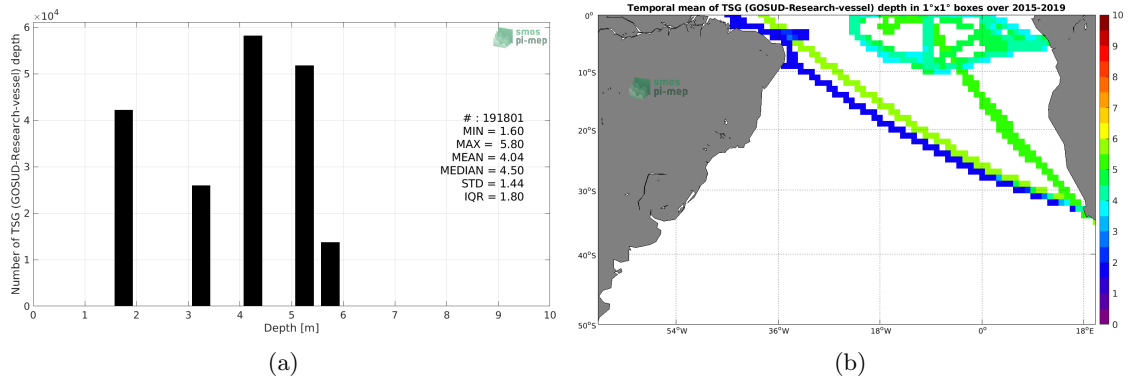 ×10⁴
6
5
4
3
2
1
0
Number of TSG (GOSUD-Research-vessel) depth
smos
pi-mep
# : 191801
MIN = 1.60
MAX = 5.80
MEAN = 4.04
MEDIAN = 4.50
STD = 1.44
IQR = 1.80
0 1 2 3 4 5 6 7 8 9 10
Depth [m]
(a)
Temporal mean of TSG (GOSUD-Research-vessel) depth in 1°x1° boxes over 2015-2019
0°
10°S
20°S
30°S
40°S
50°S
smos
pi-mep
54°W 36°W 18°W 0° 18°E
10
9
8
7
6
5
4
3
2
1
0
(b)